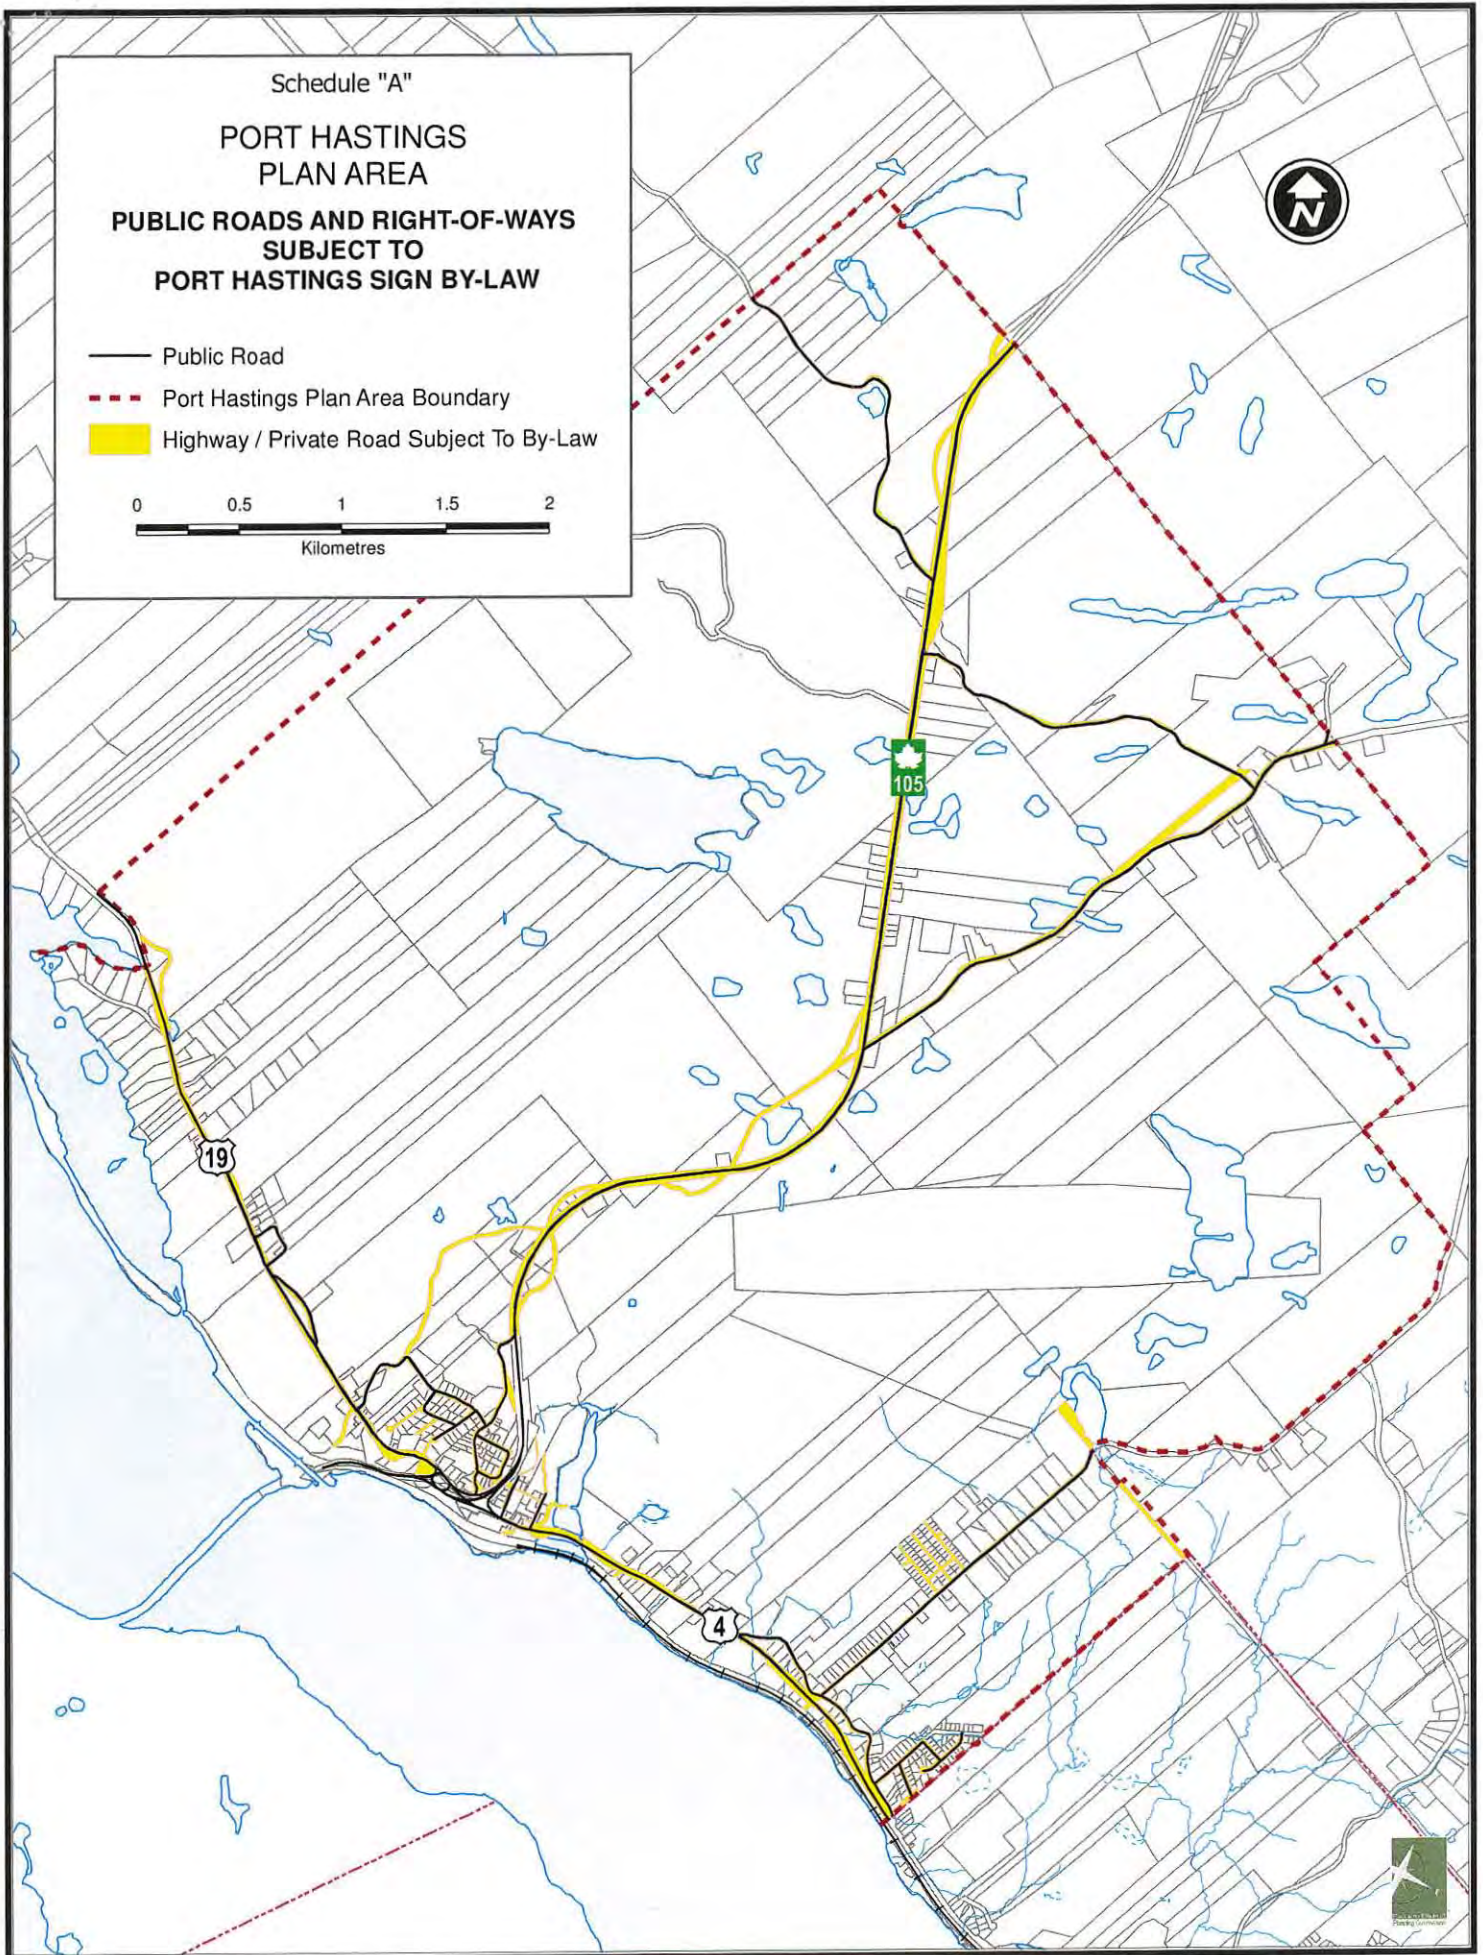 Schedule "A"
PORT HASTINGS
PLAN AREA
PUBLIC ROADS AND RIGHT-OF-WAYS
SUBJECT TO
PORT HASTINGS SIGN BY-LAW
Public Road
Port Hastings Plan Area Boundary
Highway / Private Road Subject To By-Law
0 0.5 1 1.5 2
Kilometres
N
105
19
4
Planning Commission